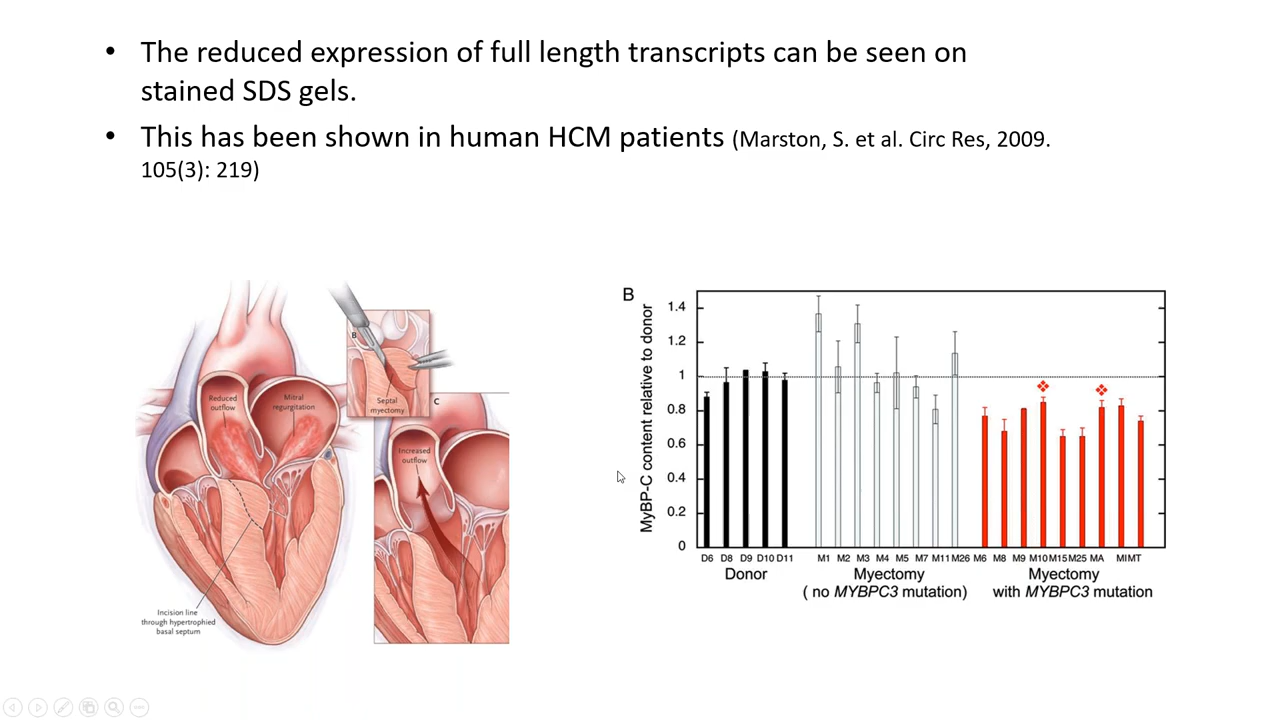 • The reduced expression of full length transcripts can be seen on
stained SDS gels.
• This has been shown in human HCM patients (Marston, S. et al. Circ Res, 2009.
105(3): 219)
B
Septal
myectomy
Reduced
outflow
Mitral
regurgitation
C
Increased
outflow
Incision line
through hypertrophied
basal septum
B
MyBP-C content relative to donor
1.4
1.2
1
0.8
0.6
0.4
0.2
0
D6 D8 D9 D10 D11 M1 M2 M3 M4 M5 M7 M11 M26 M6 M8 M9 M10 M15 M25 MA MI MT
Donor
Myectomy
( no MYBPC3 mutation)
Myectomy
with MYBPC3 mutation